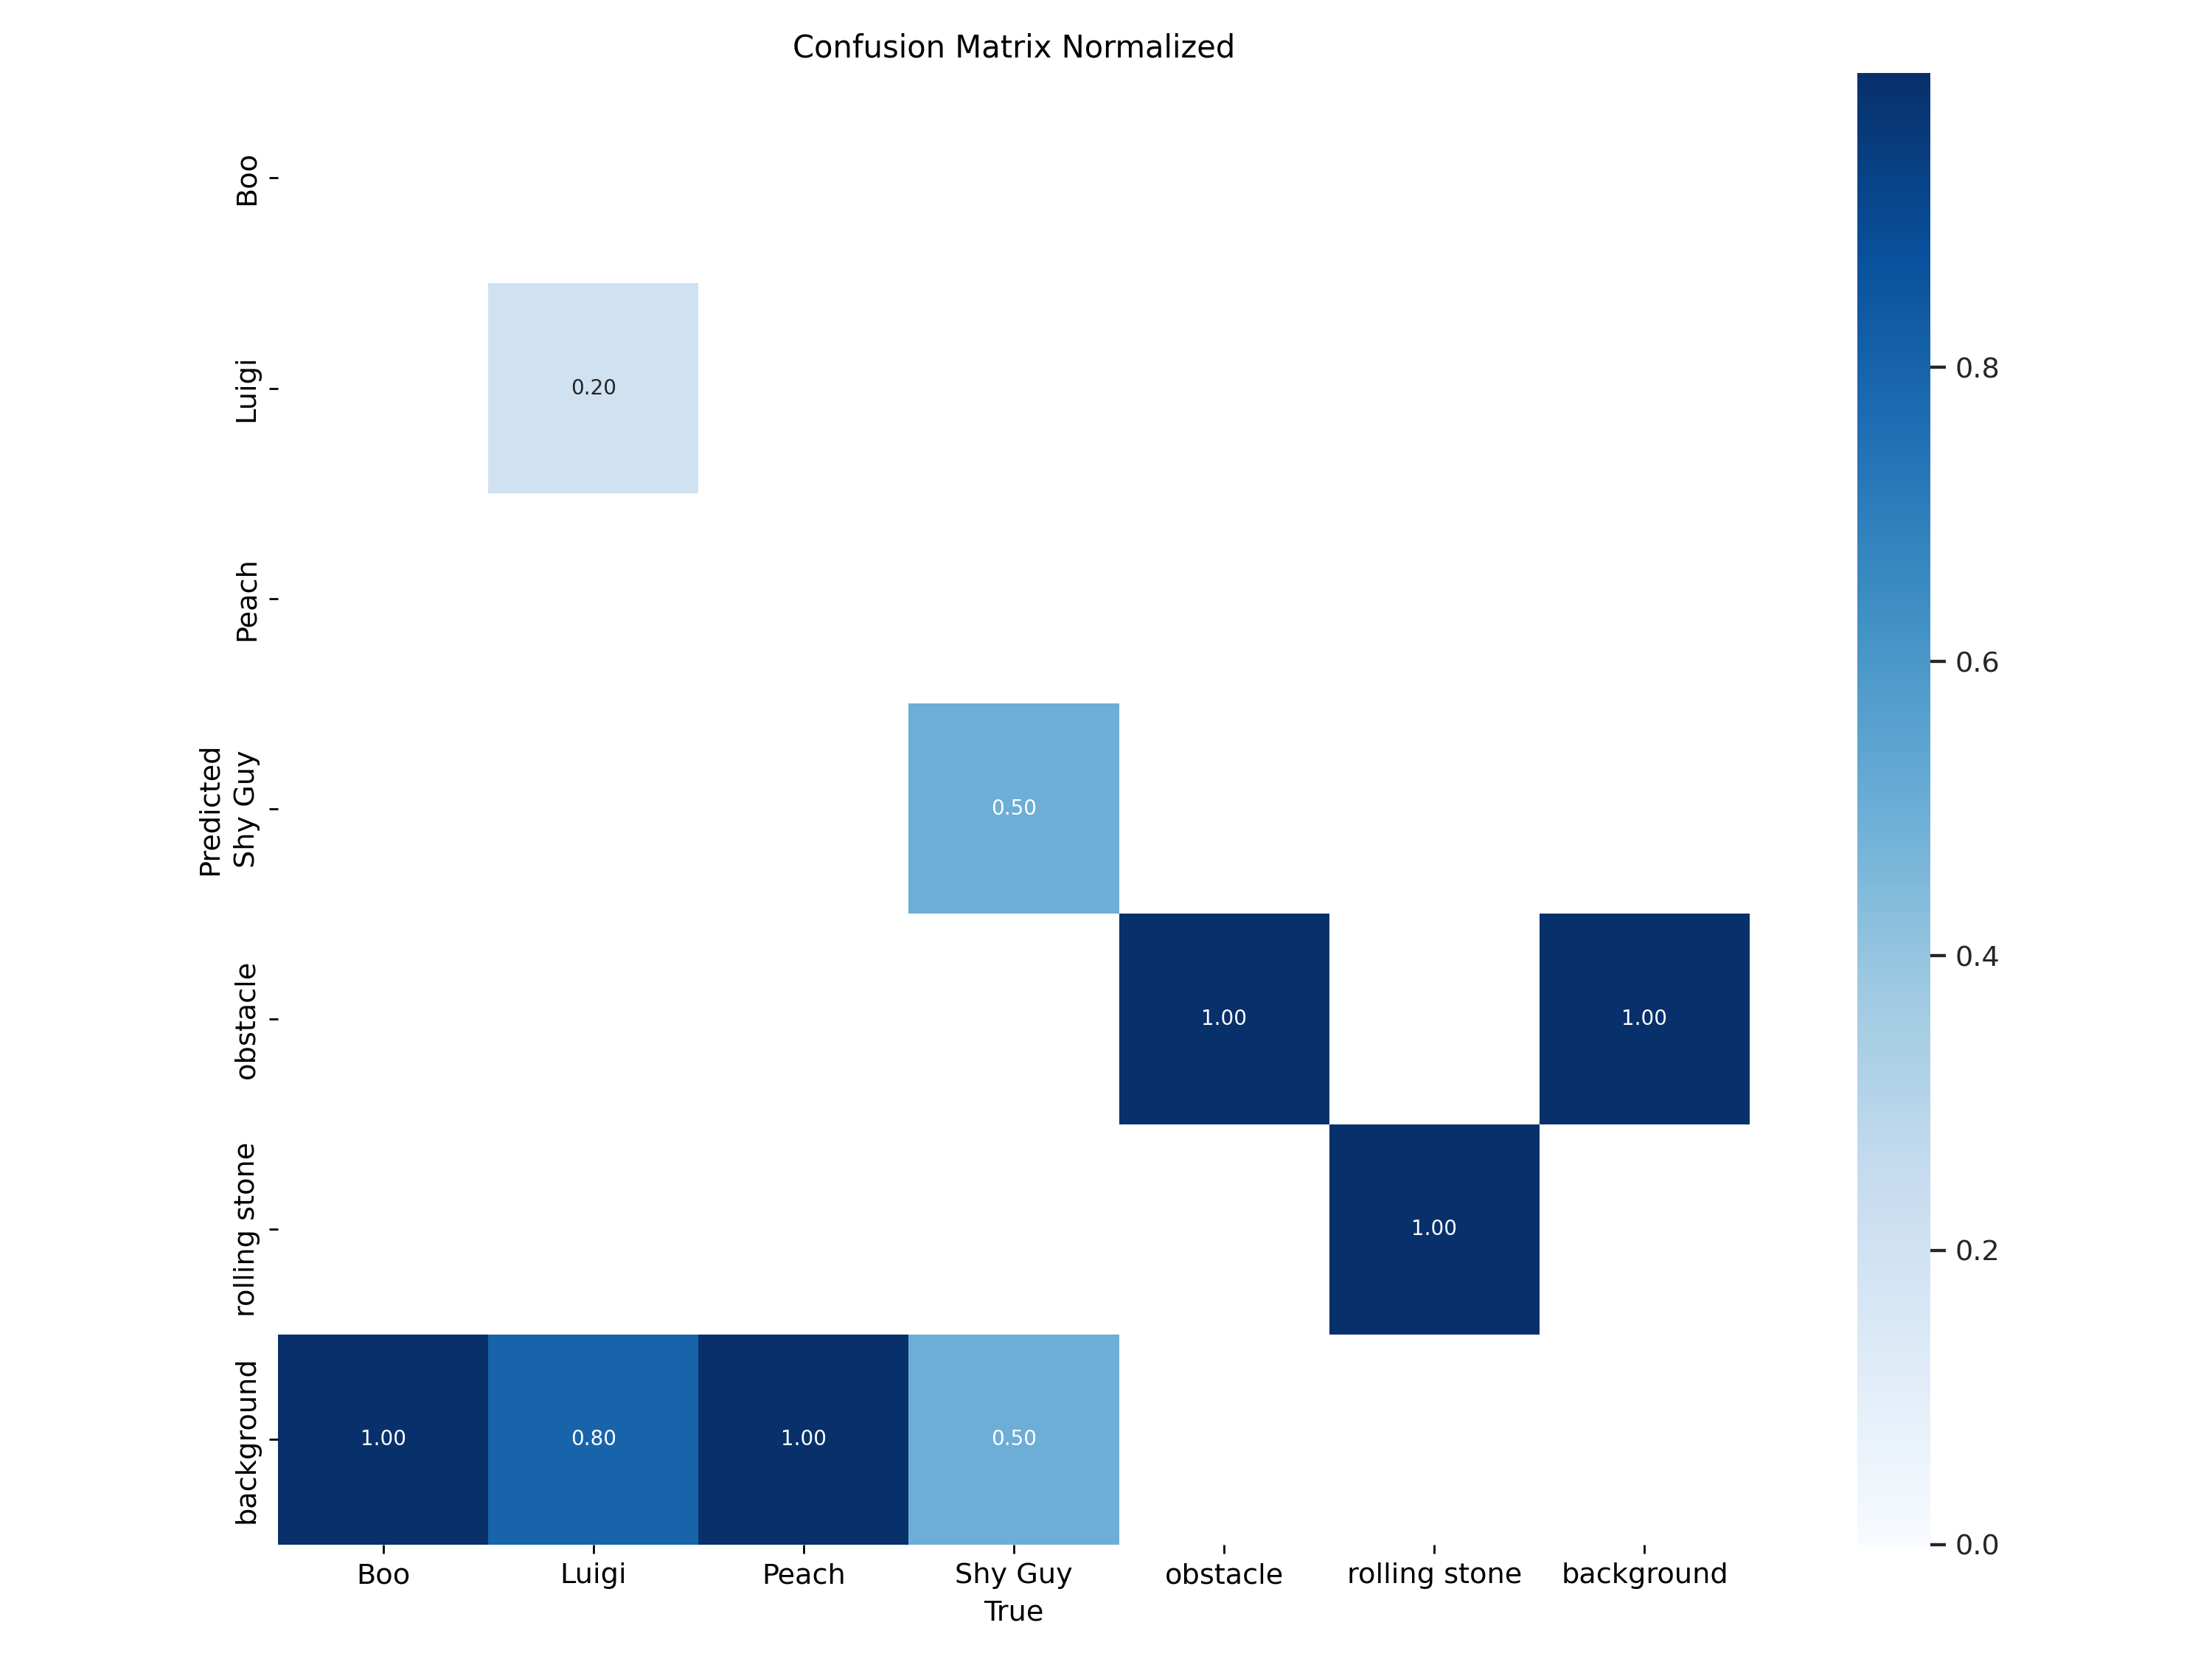 Confusion Matrix Normalized
Predicted
Boo
Luigi
0.20
Peach
Shy Guy
0.50
obstacle
1.00
1.00
rolling stone
1.00
background
1.00
0.80
1.00
0.50
Boo
Luigi
Peach
Shy Guy
obstacle
rolling stone
background
True
0.8
0.6
0.4
0.2
0.0